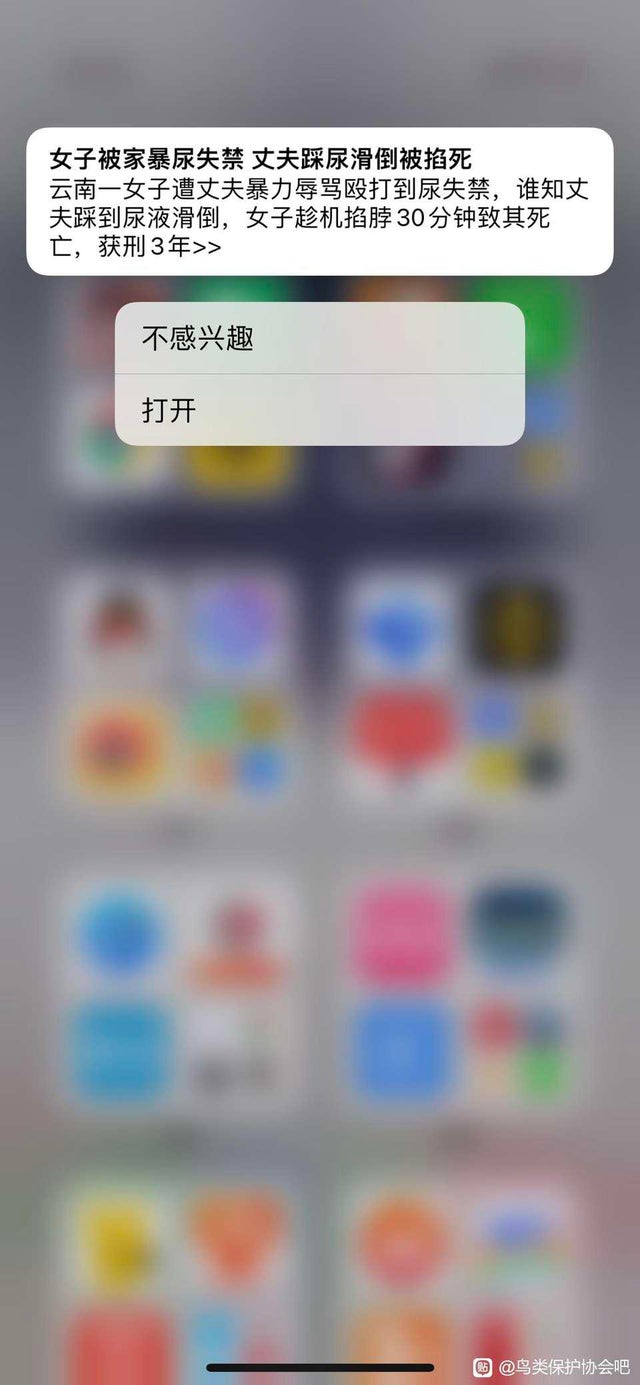 女子被家暴尿失禁 丈夫踩尿滑倒被掐死
云南一女子遭丈夫暴力辱骂殴打到尿失禁，谁知丈
夫踩到尿液滑倒，女子趁机掐脖30分钟致其死
亡，获刑3年>>
不感兴趣
打开
贴 @鸟类保护协会吧